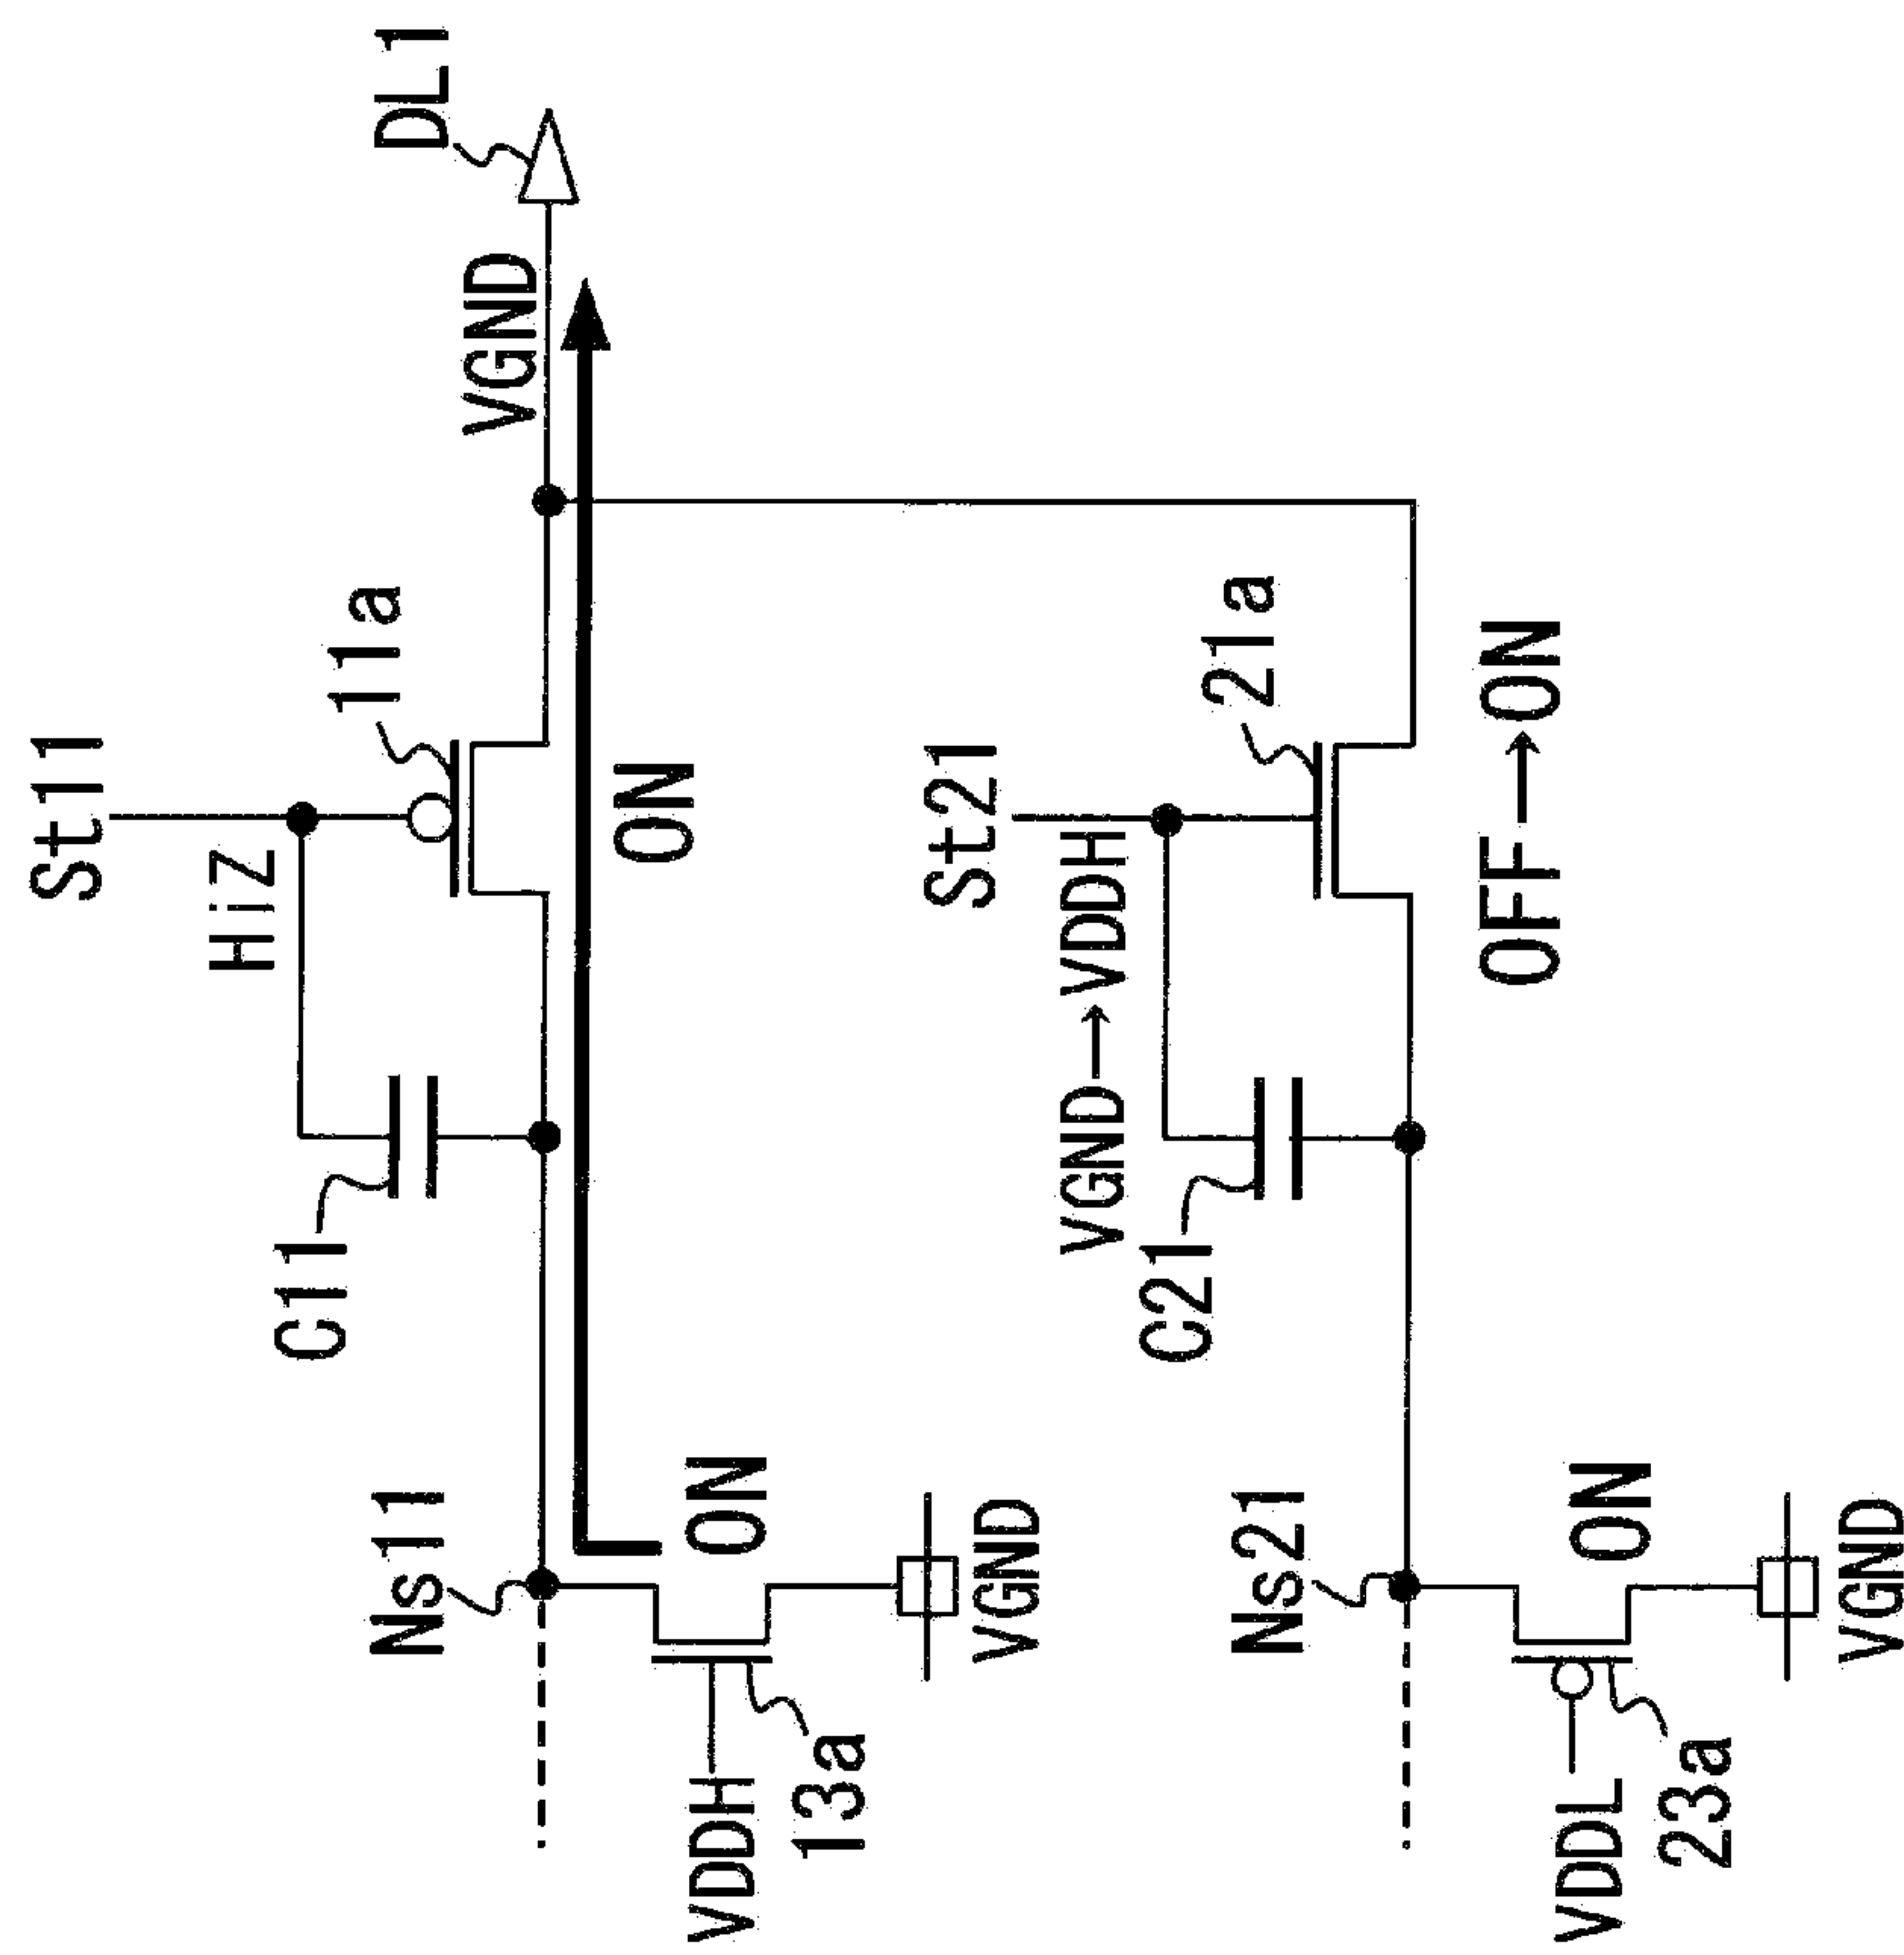 St11
HiZ
11a
DL1
VGND
C11
Ns11
ON
ON
VDDH
13a
VGND
St21
VGND→VDDH
21a
C21
Ns21
OFF→ON
ON
VDDL
23a
VGND